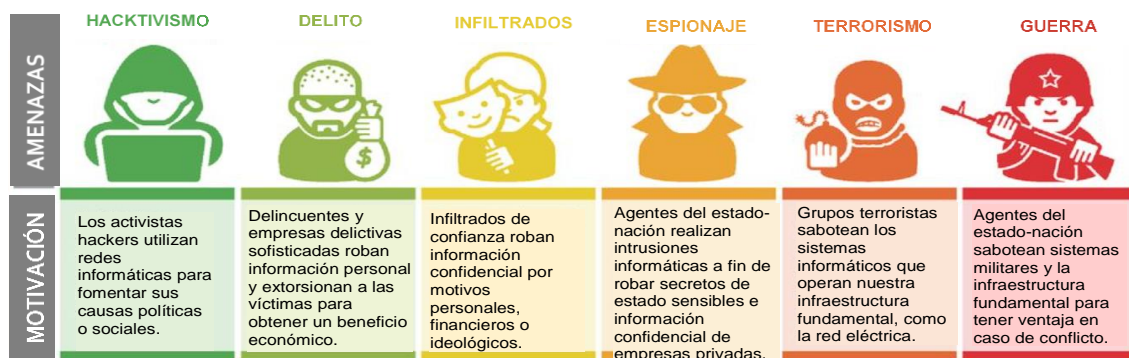 AMENAZAS
HACKTIVISMO
DELITO
INFILTRADOS
ESPIONAJE
TERRORISMO
GUERRA
$
MOTIVACIÓN
Los activistas
hackers utilizan
redes
informáticas para
fomentar sus
causas políticas
o sociales.
Delincuentes y
empresas delictivas
sofisticadas roban
información personal
y extorsionan a las
víctimas para
obtener un beneficio
económico.
Infiltrados de
confianza roban
información
confidencial por
motivos
personales,
financieros o
ideológicos.
Agentes del estado-
nación realizan
intrusiones
informáticas a fin de
robar secretos de
estado sensibles e
información
confidencial de
empresas privadas.
Grupos terroristas
sabotean los
sistemas
informáticos que
operan nuestra
infraestructura
fundamental, como
la red eléctrica.
Agentes del
estado-nación
sabotean sistemas
militares y la
infraestructura
fundamental para
tener ventaja en
caso de conflicto.